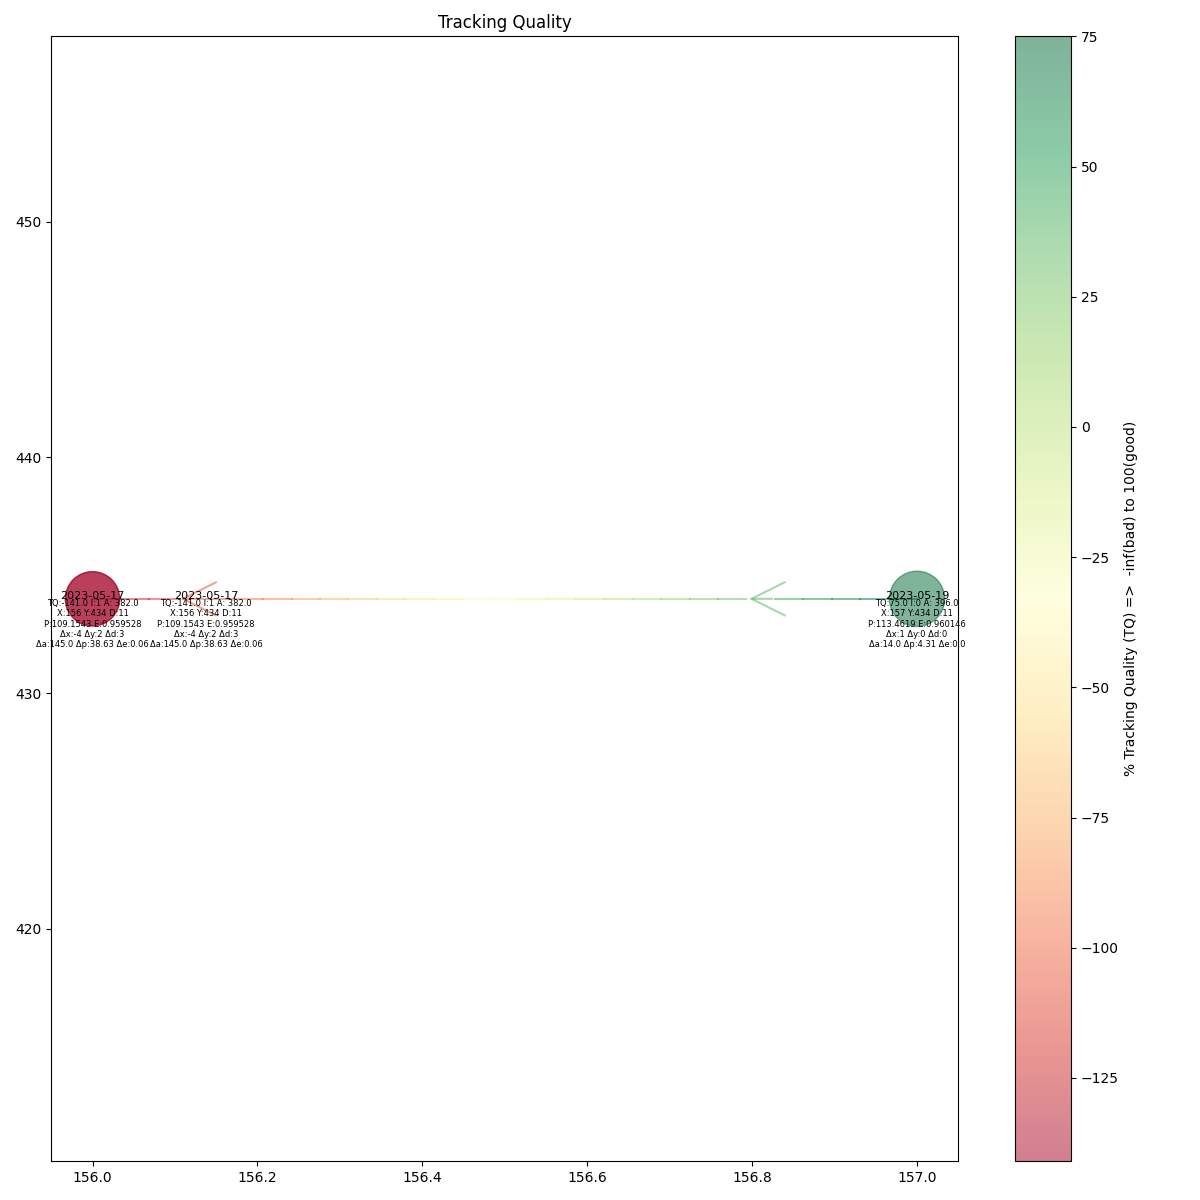 Tracking Quality
75
50
25
0
−25
−50
−75
−100
−125
% Tracking Quality (TQ) => -inf(bad) to 100(good)
450
440
430
420
156.0
156.2
156.4
156.6
156.8
157.0
2023-05-17
TQ:-141.0 I:1 A: 382.0
X:156 Y:434 D:11
P:109.1543 E:0.959528
Δx:-4 Δy:2 Δd:3
Δa:145.0 Δp:38.63 Δe:0.06
2023-05-17
TQ:-141.0 I:1 A: 382.0
X:156 Y:434 D:11
P:109.1543 E:0.959528
Δx:-4 Δy:2 Δd:3
Δa:145.0 Δp:38.63 Δe:0.06
2023-05-19
TQ:75.0 I:0 A: 396.0
X:157 Y:434 D:11
P:113.4619 E:0.960146
Δx:1 Δy:0 Δd:0
Δa:14.0 Δp:4.31 Δe:0.0